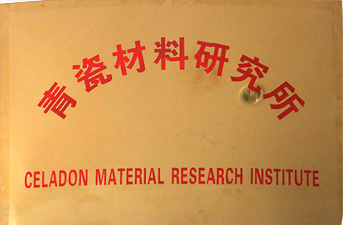 青瓷材料研究所
CELADON MATERIAL RESEARCH INSTITUTE